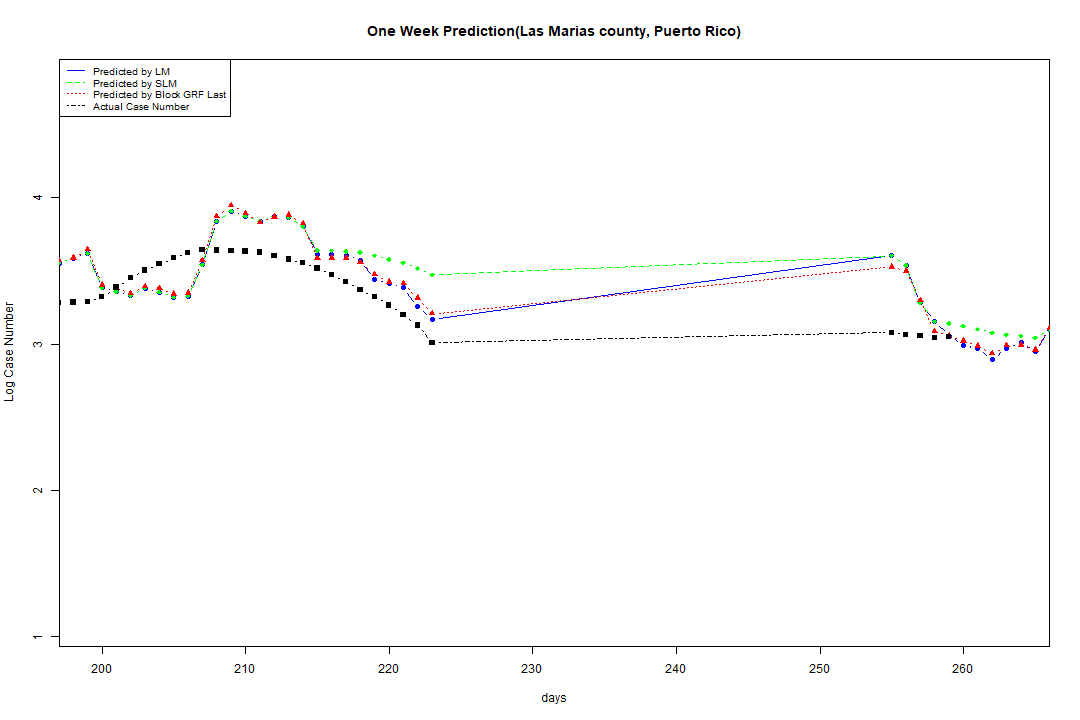 One Week Prediction(Las Marias county, Puerto Rico)
Predicted by LM
Predicted by SLM
Predicted by Block GRF Last
Actual Case Number
4
3
2
1
Log Case Number
200 210 220 230 240 250 260
days